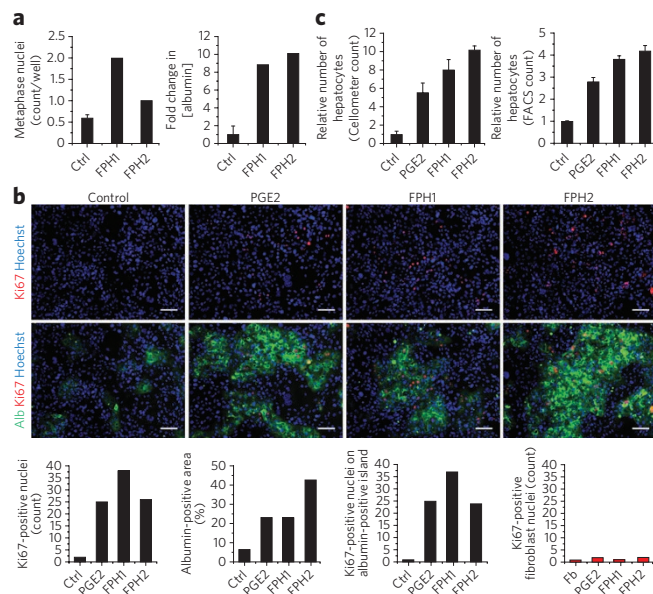 a
Metaphase nuclei
(count/well)
2.5
2.0
1.5
1.0
0.5
0.0
Ctrl
FPH1
FPH2
Fold change in
[albumin]
12
10
8
6
4
2
0
Ctrl
FPH1
FPH2
c
Relative number of
hepatocytes
(Cellometer count)
12
10
8
6
4
2
0
Ctrl
PGE2
FPH1
FPH2
Relative number of
hepatocytes
(FACS count)
5
4
3
2
1
0
Ctrl
PGE2
FPH1
FPH2
b
Control
PGE2
FPH1
FPH2
Ki67 Hoechst
Alb Ki67 Hoechst
Ki67-positive nuclei
(count)
40
35
30
25
20
15
10
5
0
Ctrl
PGE2
FPH1
FPH2
Albumin-positive area
(%)
50
40
30
20
10
0
Ctrl
PGE2
FPH1
FPH2
Ki67-positive nuclei on
albumin-positive island
40
35
30
25
20
15
10
5
0
Ctrl
PGE2
FPH1
FPH2
Ki67-positive
fibroblast nuclei (count)
40
35
30
25
20
15
10
5
0
Fb
PGE2
FPH1
FPH2